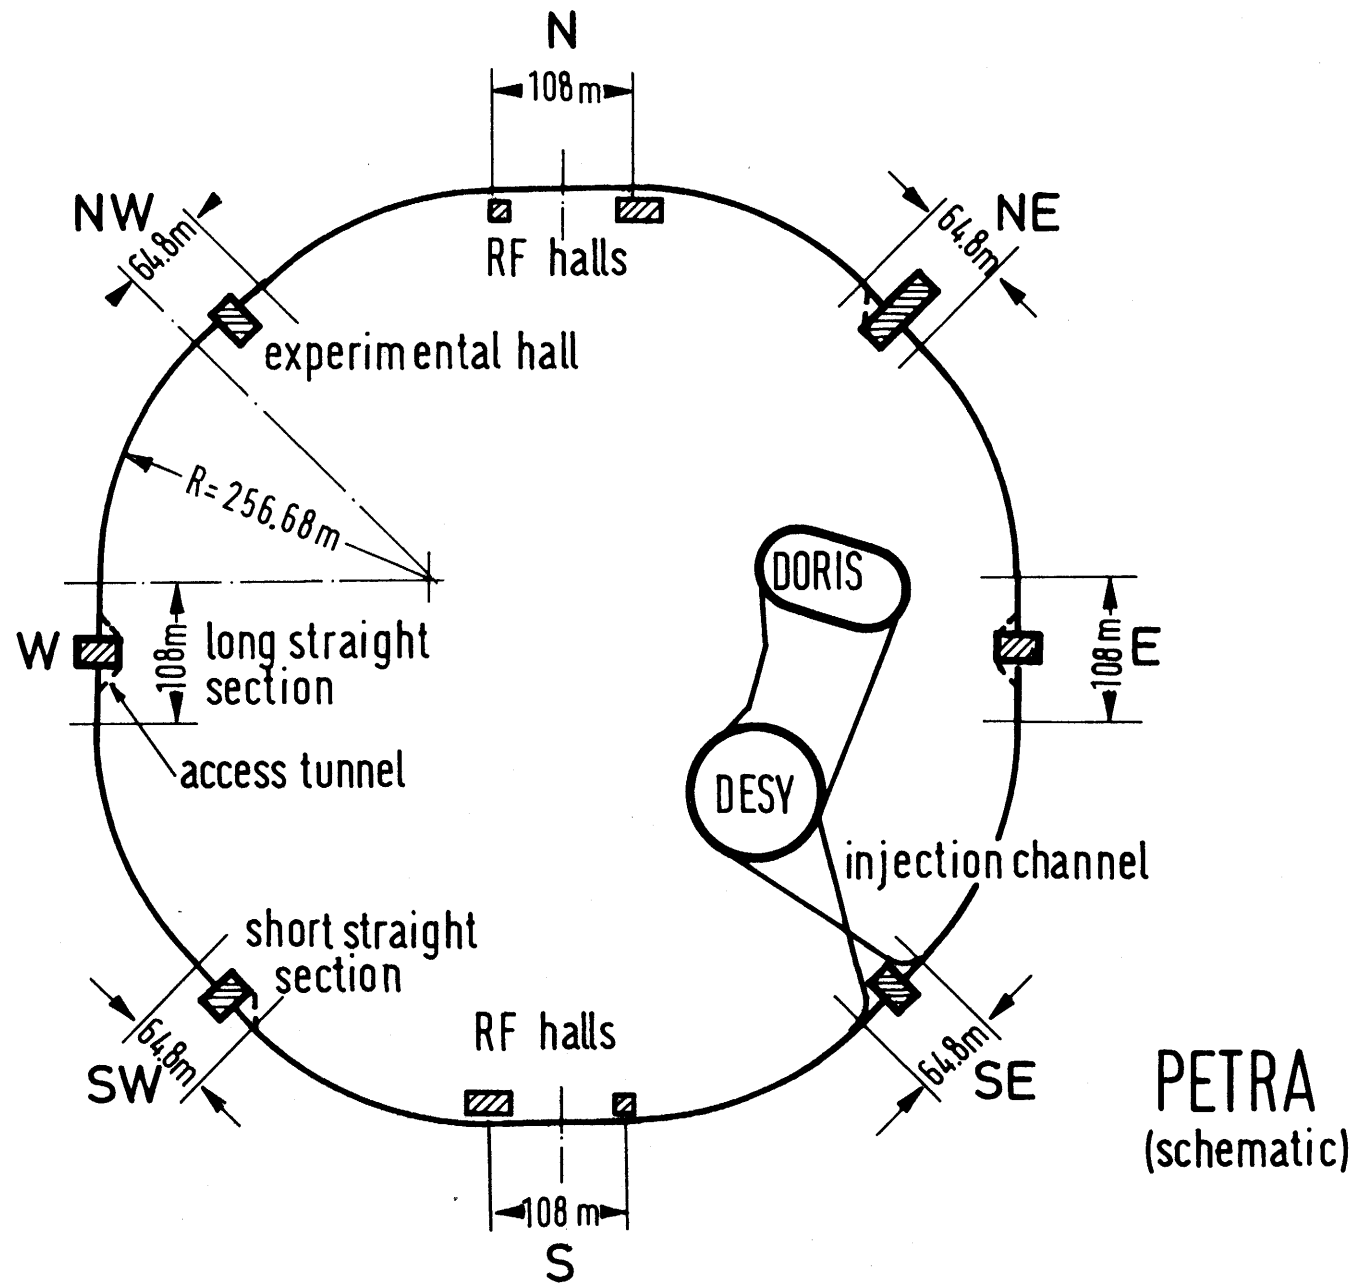 N
108m
NW
64.8m
NE
64.8m
RF halls
experimental hall
R=256.68m
DORIS
W
108m
long straight
section
108m
E
access tunnel
DESY
injection channel
short straight
section
RF halls
64.8m
SW
64.8m
SE
PETRA
(schematic)
108m
S